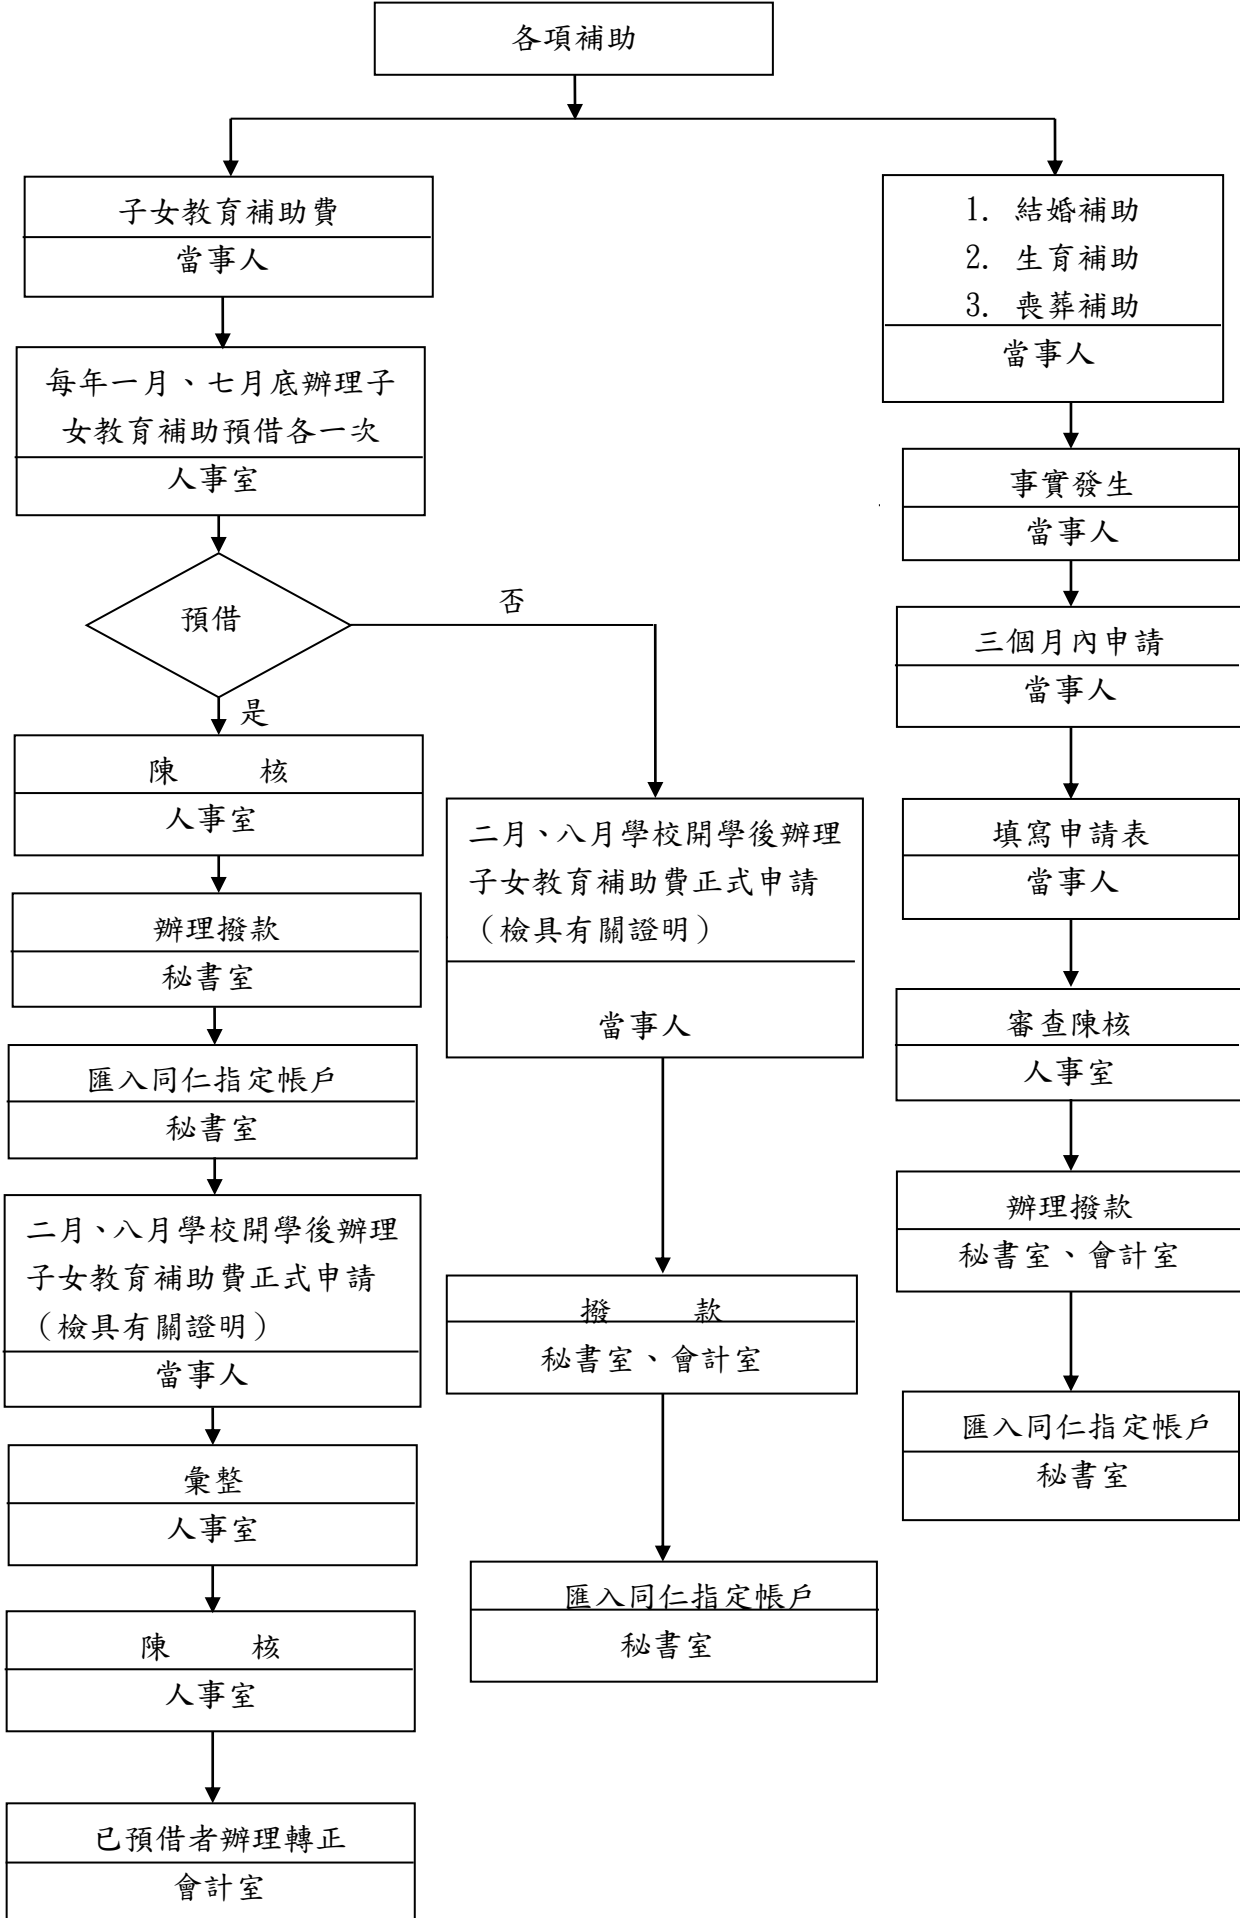 各項補助
子女教育補助費
當事人
每年一月、七月底辦理子
女教育補助預借各一次
人事室
預借
否
是
陳　　核
人事室
辦理撥款
秘書室
匯入同仁指定帳戶
秘書室
二月、八月學校開學後辦理
子女教育補助費正式申請
（檢具有關證明）
當事人
彙整
人事室
陳　　核
人事室
已預借者辦理轉正
會計室
二月、八月學校開學後辦理
子女教育補助費正式申請
（檢具有關證明）
當事人
撥　　款
秘書室、會計室
匯入同仁指定帳戶
秘書室
1. 結婚補助
2. 生育補助
3. 喪葬補助
當事人
事實發生
當事人
三個月內申請
當事人
填寫申請表
當事人
審查陳核
人事室
辦理撥款
秘書室、會計室
匯入同仁指定帳戶
秘書室